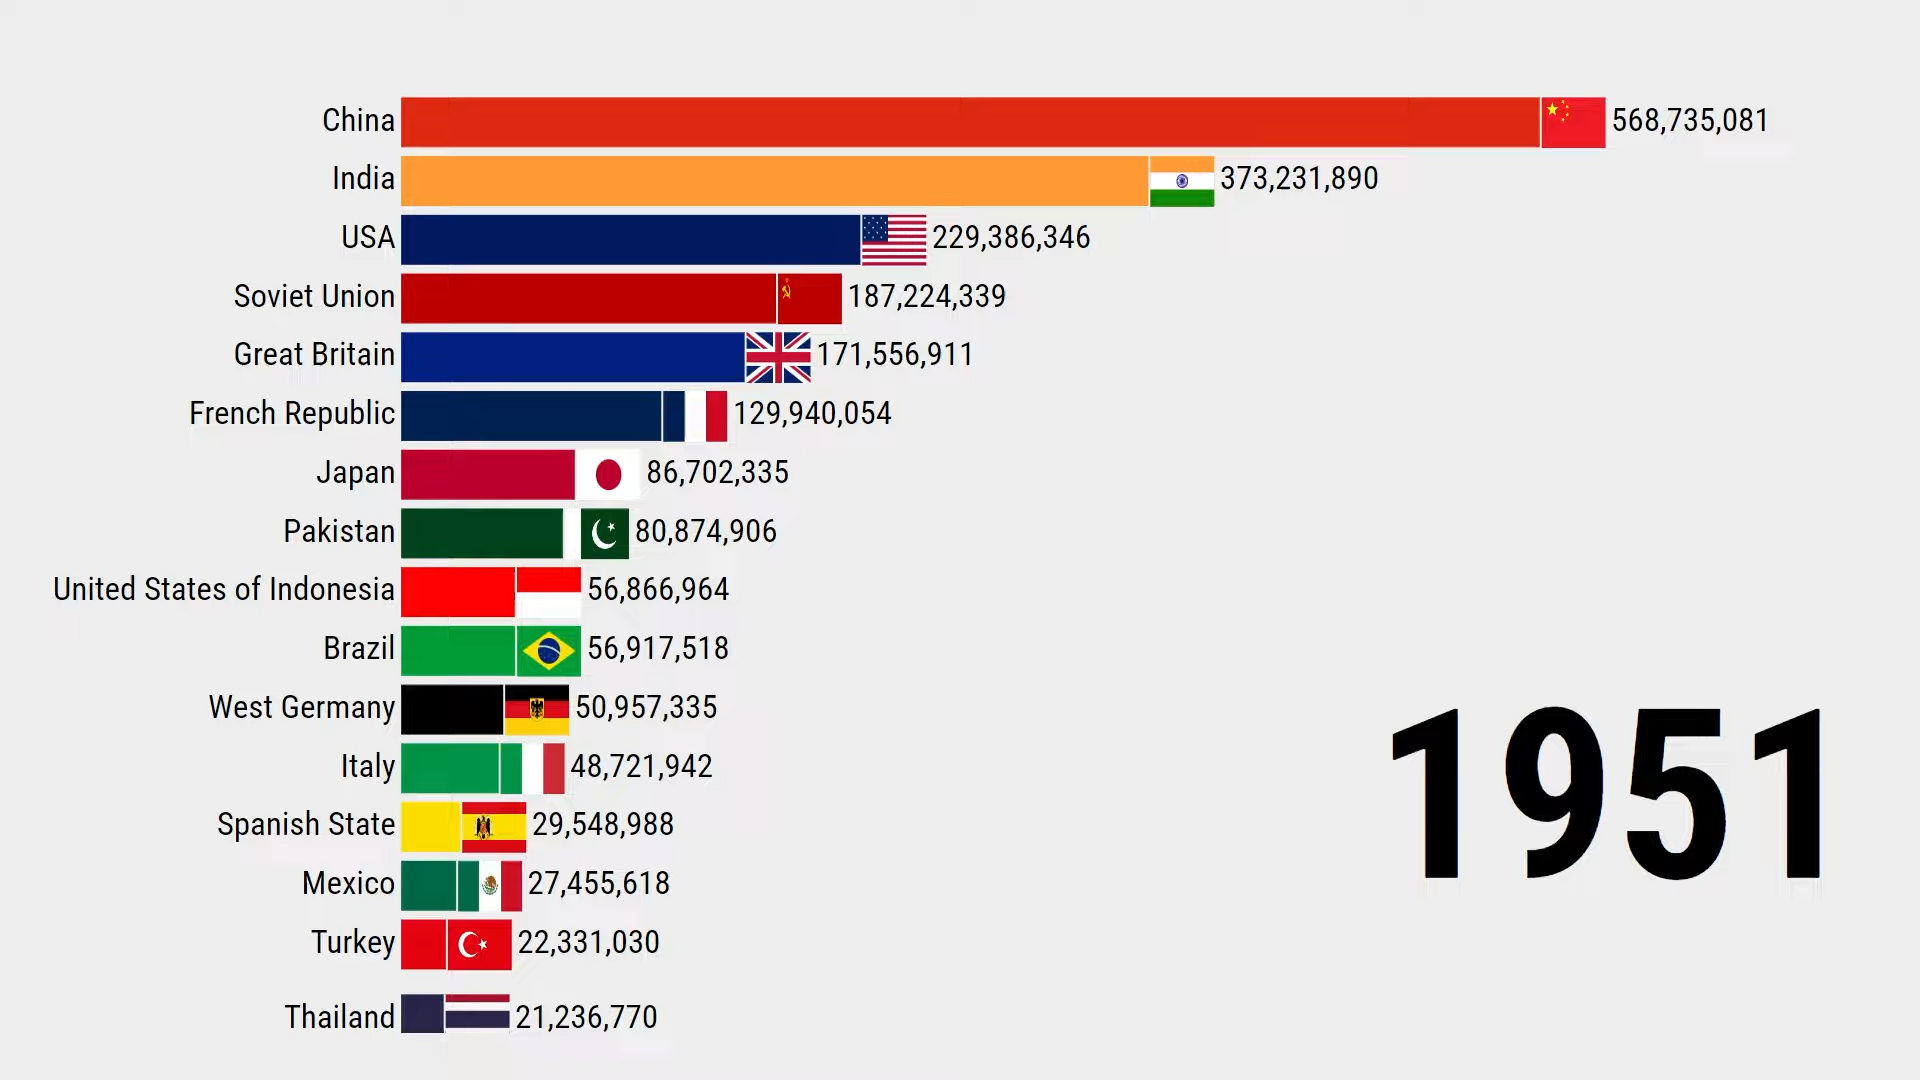 China 568,735,081
India 373,231,890
USA 229,386,346
Soviet Union 187,224,339
Great Britain 171,556,911
French Republic 129,940,054
Japan 86,702,335
Pakistan 80,874,906
United States of Indonesia 56,866,964
Brazil 56,917,518
West Germany 50,957,335
Italy 48,721,942
Spanish State 29,548,988
Mexico 27,455,618
Turkey 22,331,030
Thailand 21,236,770
1951